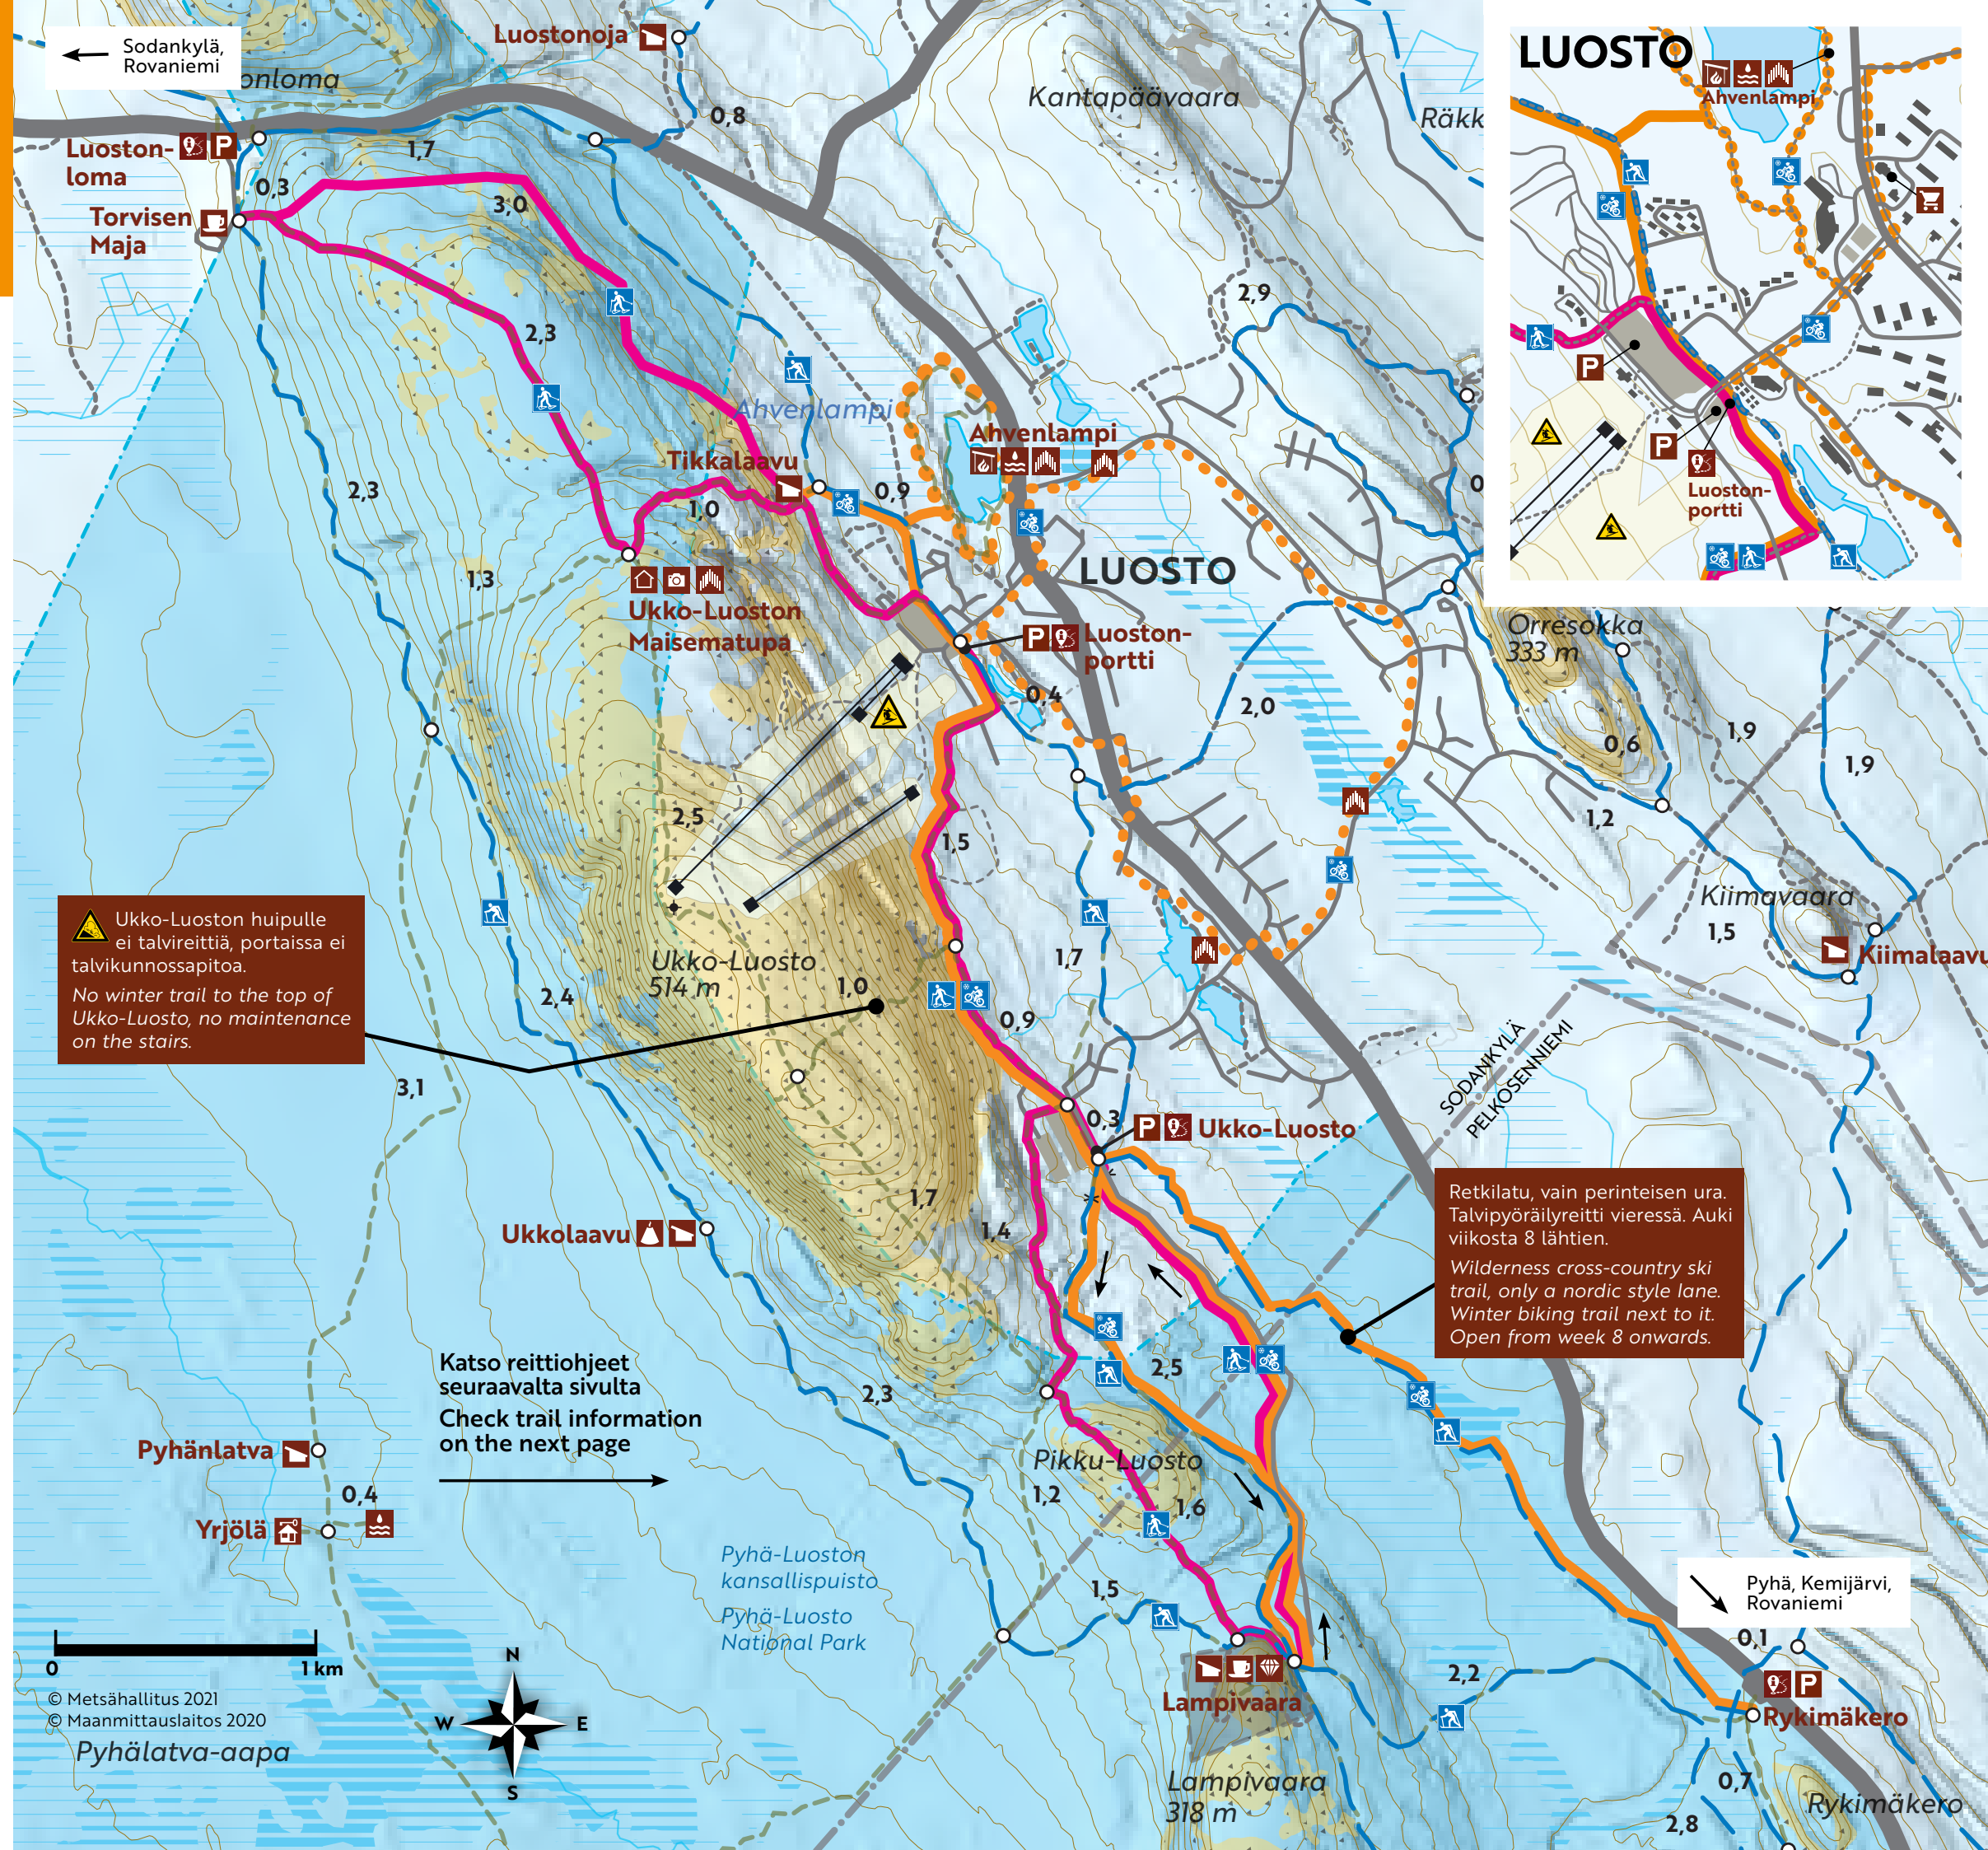 Sodankylä,
Rovaniemi
onloma
Luostonoja
0,8
Kantapäävaara
Räkk
LUOSTO
Ahvenlampi
P
P
Luoston-
portti
Luoston-
loma
P
1,7
0,3
Torvisen
Maja
3,0
2,3
2,9
Ahvenlampi
Ahvenlampi
Tikkalaavu
0,9
1,0
2,3
0
1,3
LUOSTO
Ukko-Luoston
Maisematupa
P
Luoston-
portti
Orresokka
333 m
0,4
2,0
0,6
1,9
1,9
2,5
1,5
1,2
Kiimavaara
1,5
Kiimalaavu
Ukko-Luoston huipulle
ei talvireittiä, portaissa ei
talvikunnossapitoa.
No winter trail to the top of
Ukko-Luosto, no maintenance
on the stairs.
Ukko-Luosto
514 m
1,0
1,7
2,4
0,9
SODANKYLÄ
PELKOSENNIEMI
3,1
0,3
P
Ukko-Luosto
1,7
1,4
Ukkolaavu
Retkilatu, vain perinteisen ura.
Talvipyöräilyreitti vieressä. Auki
viikosta 8 lähtien.
Wilderness cross-country ski
trail, only a nordic style lane.
Winter biking trail next to it.
Open from week 8 onwards.
Katso reittiohjeet
seuraavalta sivulta
Check trail information
on the next page
2,3
2,5
Pyhänlatva
Pikku-Luosto
0,4
1,2
1,6
Yrjölä
Pyhä-Luoston
kansallispuisto
Pyhä-Luosto
National Park
1,5
Pyhä, Kemijärvi,
Rovaniemi
0,1
0
1 km
N
W
E
S
© Metsähallitus 2021
© Maanmittauslaitos 2020
Pyhälatva-aapa
Lampivaara
2,2
P
Rykimäkero
Lampivaara
318 m
0,7
2,8
Rykimäkero